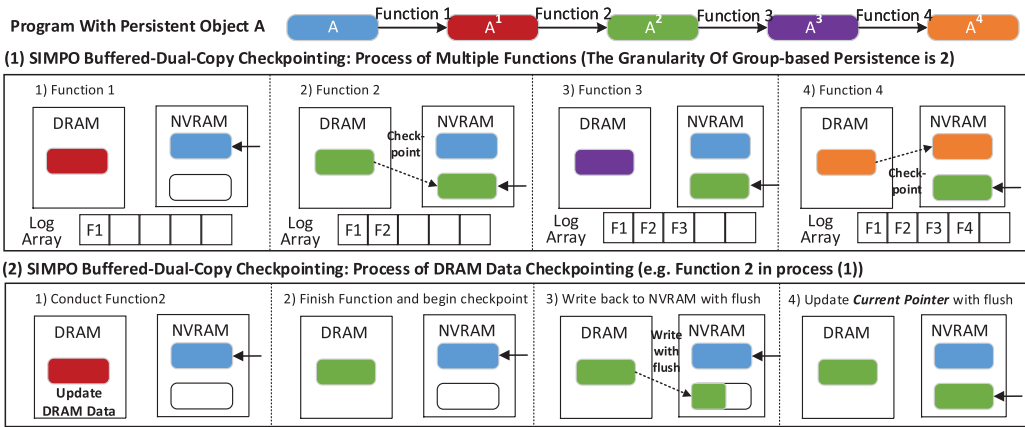 Program With Persistent Object A
A
Function 1
A1
Function 2
A2
Function 3
A3
Function 4
A4
(1) SIMPO Buffered-Dual-Copy Checkpointing: Process of Multiple Functions (The Granularity Of Group-based Persistence is 2)
1) Function 1
DRAM
NVRAM
Log
Array
F1
2) Function 2
DRAM
NVRAM
Check-
point
Log
Array
F1 F2
3) Function 3
DRAM
NVRAM
Log
Array
F1 F2 F3
4) Function 4
DRAM
NVRAM
Check-
point
Log
Array
F1 F2 F3 F4
(2) SIMPO Buffered-Dual-Copy Checkpointing: Process of DRAM Data Checkpointing (e.g. Function 2 in process (1))
1) Conduct Function2
DRAM
NVRAM
Update
DRAM Data
2) Finish Function and begin checkpoint
DRAM
NVRAM
3) Write back to NVRAM with flush
DRAM
NVRAM
Write
with
flush
4) Update Current Pointer with flush
DRAM
NVRAM